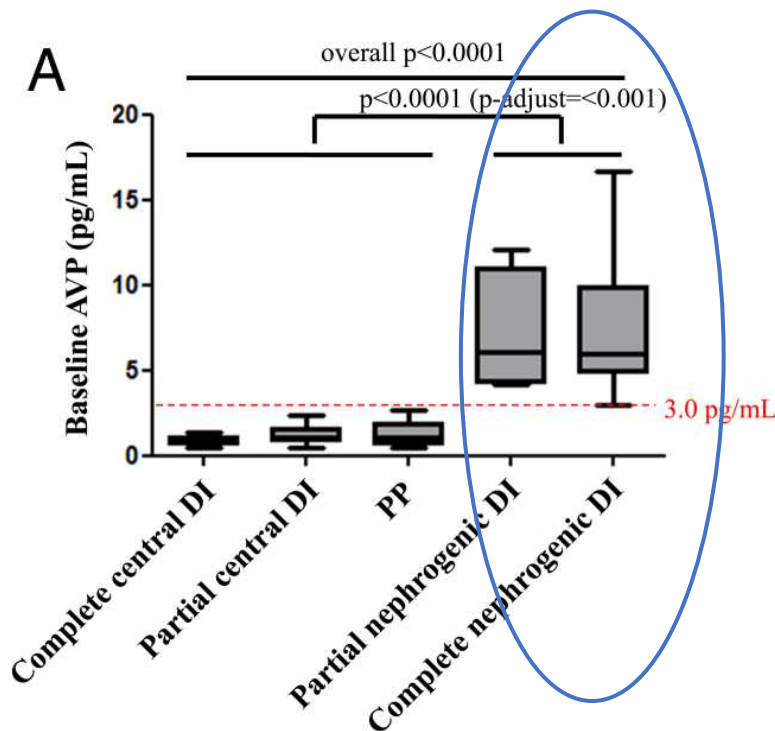 A
overall p<0.0001
p<0.0001 (p-adjust=<0.001)
Baseline AVP (pg/mL)
20
15
10
5
0
3.0 pg/mL
Complete central DI
Partial central DI
PP
Partial nephrogenic DI
Complete nephrogenic DI